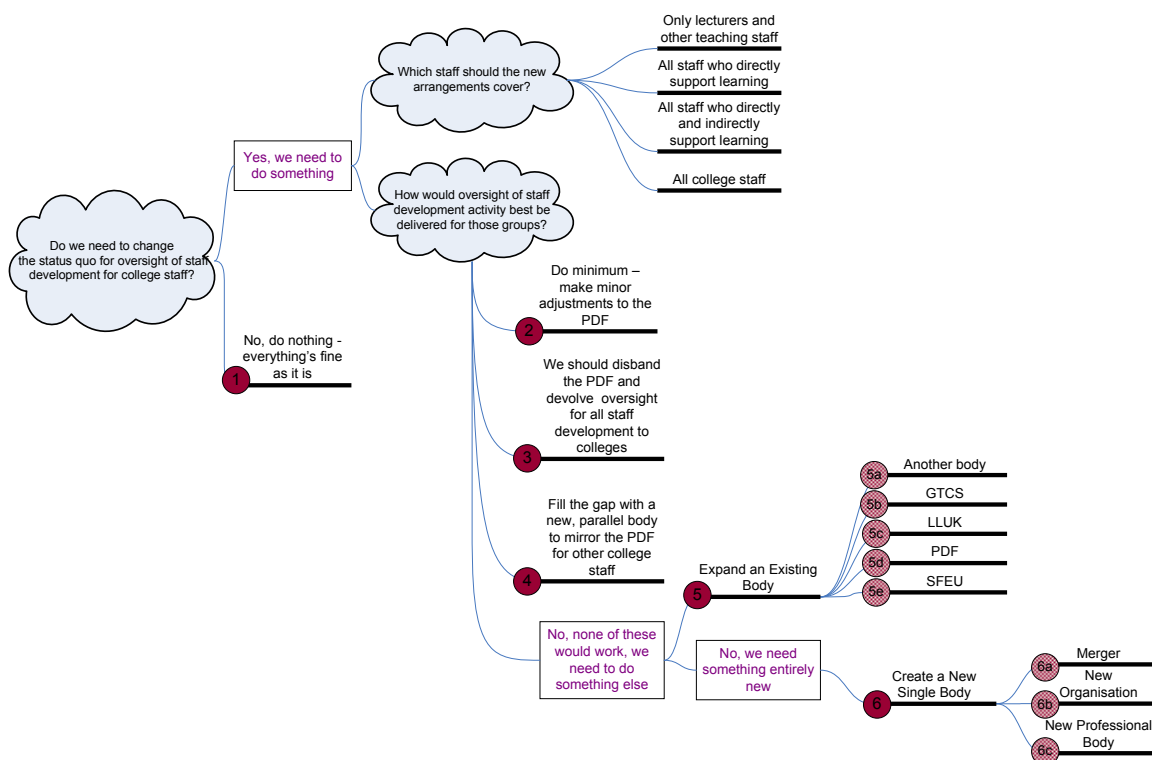 Only lecturers and
other teaching staff
Which staff should the new
arrangements cover?
All staff who directly
support learning
All staff who directly
and indirectly
support learning
All college staff
Yes, we need to
do something
How would oversight of staff
development activity best be
delivered for those groups?
Do we need to change
the status quo for oversight of staff
development for college staff?
No, do nothing -
everything's fine
as it is
1
Do minimum –
make minor
adjustments to the
PDF
2
We should disband
the PDF and
devolve oversight
for all staff
development to
colleges
3
Fill the gap with a
new, parallel body
to mirror the PDF
for other college
staff
4
No, none of these
would work, we
need to do
something else
Expand an Existing
Body
5
5a
Another body
5b
GTCS
5c
LLUK
5d
PDF
5e
SFEU
No, we need
something entirely
new
Create a New
Single Body
6
6a
Merger
6b
New
Organisation
6c
New Professional
Body